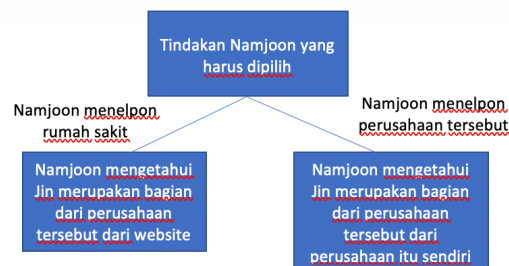 Tindakan Namjoon yang
harus dipilih
Namjoon menelpon
rumah sakit
Namjoon menelpon
perusahaan tersebut
Namjoon mengetahui
Jin merupakan bagian
dari perusahaan
tersebut dari website
Namjoon mengetahui
Jin merupakan bagian
dari perusahaan
tersebut dari
perusahaan itu sendiri